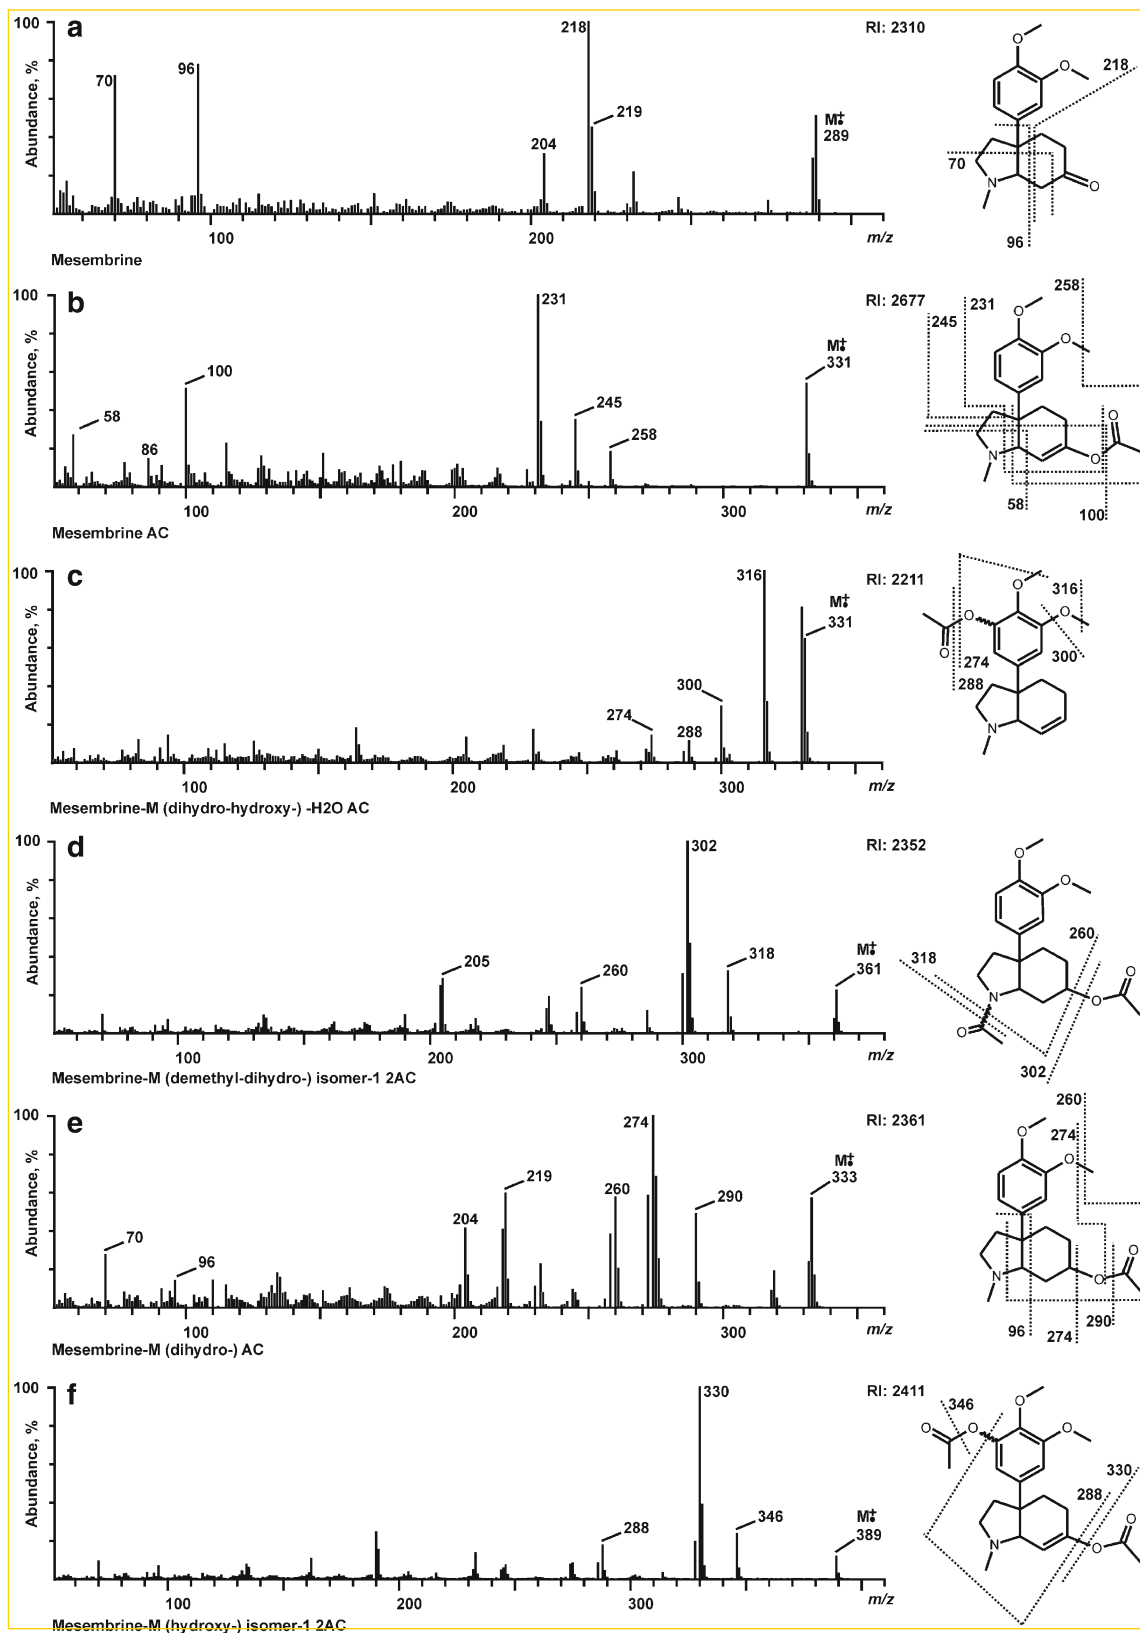 a
RI: 2310
100
Abundance, %
70
96
218
219
204
M+•
289
100
200
m/z
Mesembrine
O
O
218
70
N
O
96
b
RI: 2677
100
Abundance, %
58
86
100
231
245
258
M+•
331
100
200
300
m/z
Mesembrine AC
258
231
245
O
O
O
N
O
58
100
c
RI: 2211
100
Abundance, %
274
288
300
316
M+•
331
200
300
m/z
Mesembrine-M (dihydro-hydroxy-) -H2O AC
O
316
O
O
O
274
300
288
N
d
RI: 2352
100
Abundance, %
205
260
302
318
M+•
361
100
200
300
m/z
Mesembrine-M (demethyl-dihydro-) isomer-1 2AC
O
O
260
318
O
N
O
O
302
e
RI: 2361
100
Abundance, %
70
96
204
219
260
274
290
M+•
333
100
200
300
m/z
Mesembrine-M (dihydro-) AC
260
O
274
O
O
N
O
96
274
290
f
RI: 2411
100
Abundance, %
288
330
346
M+•
389
100
200
300
m/z
Mesembrine-M (hydroxy-) isomer-1 2AC
346
O
O
O
O
330
288
O
N
O